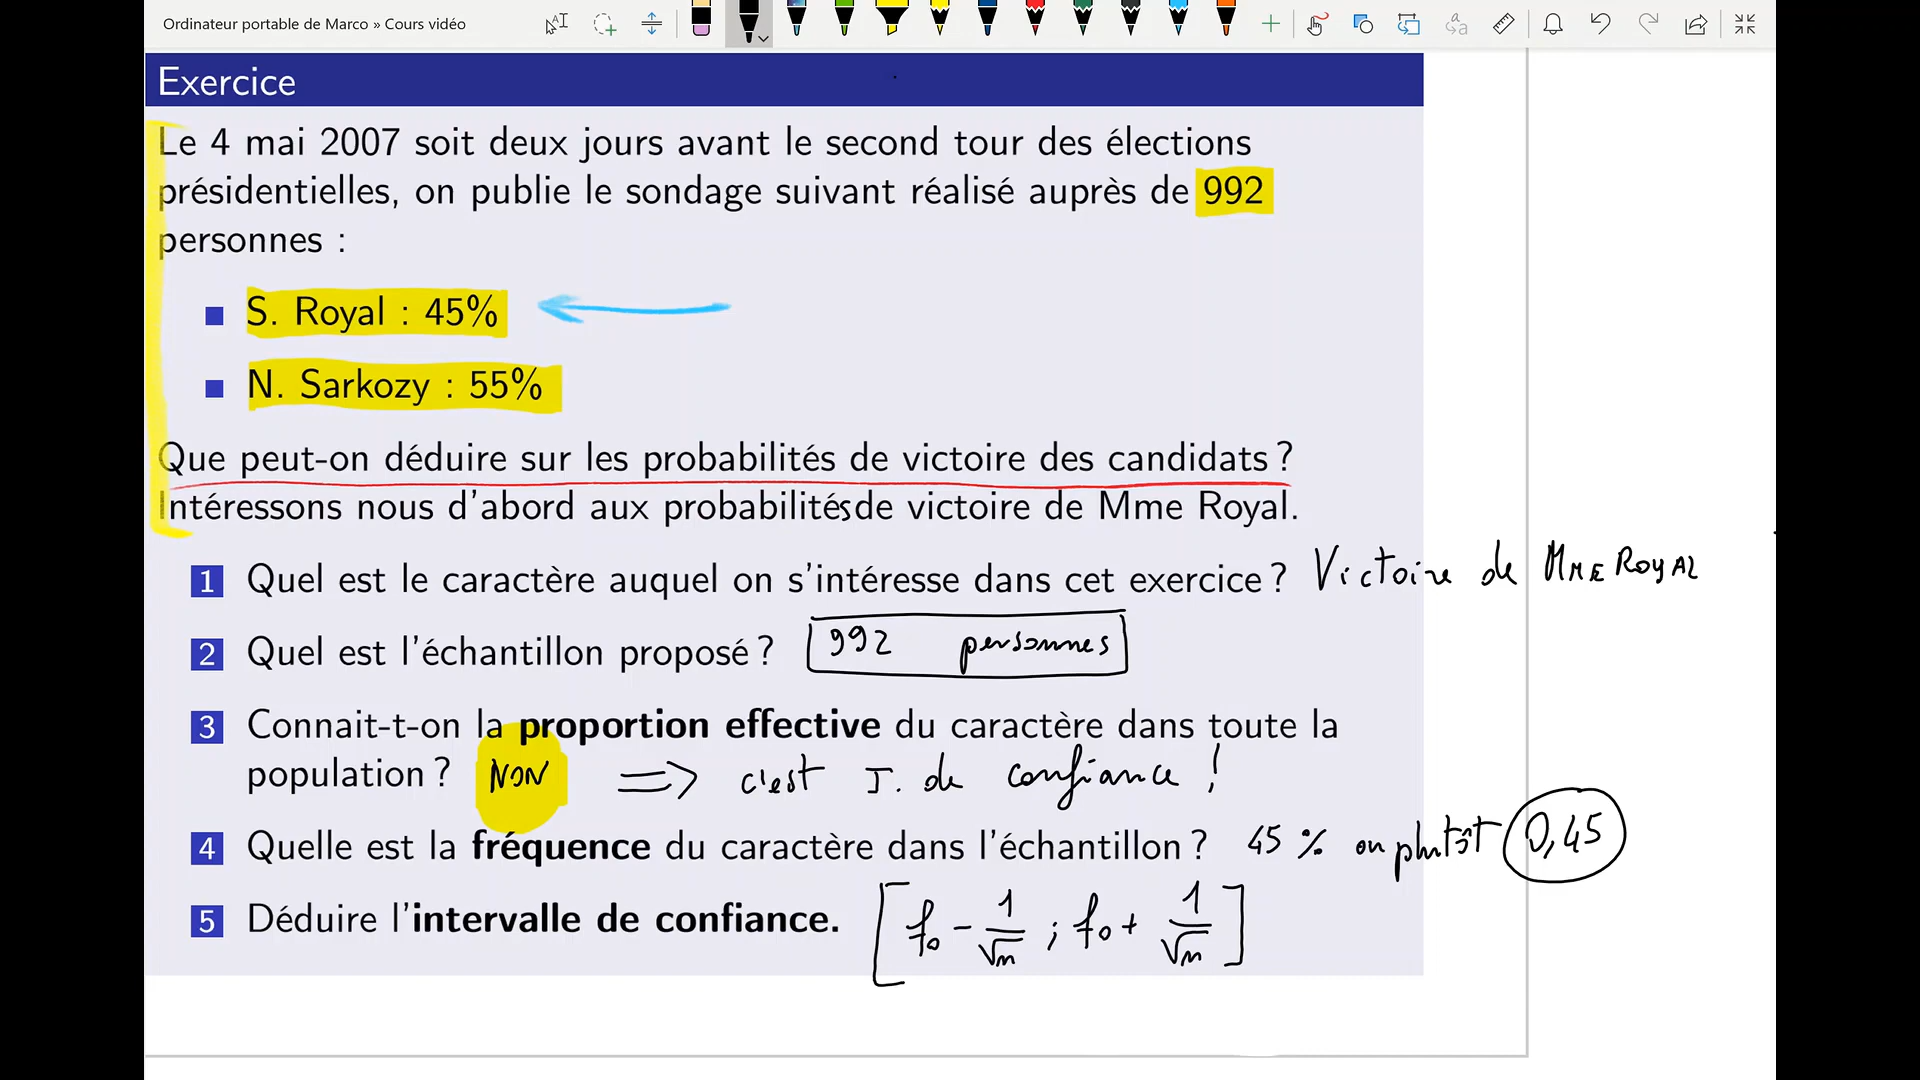 Ordinateur portable de Marco » Cours vidéo
Exercice
Le 4 mai 2007 soit deux jours avant le second tour des élections
présidentielles, on publie le sondage suivant réalisé auprès de 992
personnes :
S. Royal : 45%
N. Sarkozy : 55%
Que peut-on déduire sur les probabilités de victoire des candidats ?
Intéressons nous d'abord aux probabilités de victoire de Mme Royal.
1 Quel est le caractère auquel on s'intéresse dans cet exercice ? Victoire de MME ROYAL
2 Quel est l'échantillon proposé ? 992 personnes
3 Connait-t-on la proportion effective du caractère dans toute la
population ? NON => c'est I. de confiance !
4 Quelle est la fréquence du caractère dans l'échantillon ? 45 % ou plutôt 0,45
5 Déduire l'intervalle de confiance. [f₀ - 1/√n ; f₀ + 1/√n]